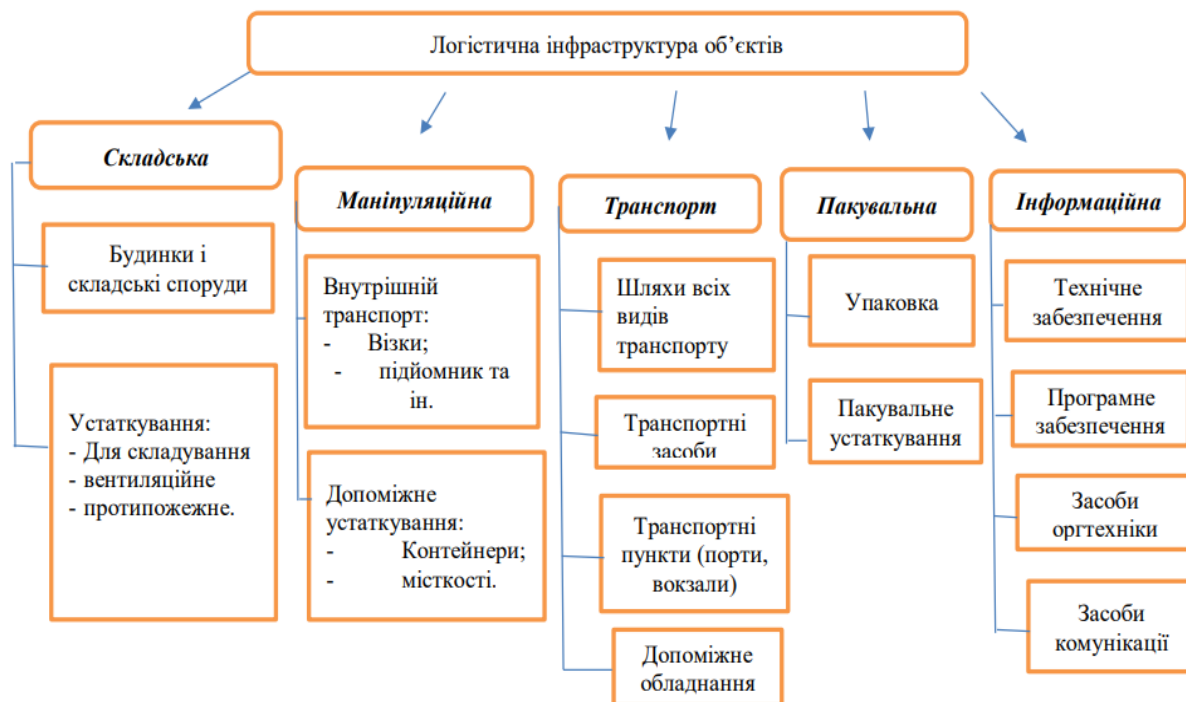 Логістична інфраструктура об’єктів
Складська
Будинки і
складські споруди
Устаткування:
- Для складування
- вентиляційне
- протипожежне.
Маніпуляційна
Внутрішній
транспорт:
- Візки;
- підйомник та
ін.
Допоміжне
устаткування:
- Контейнери;
- місткості.
Транспорт
Шляхи всіх
видів
транспорту
Транспортні
засоби
Транспортні
пункти (порти,
вокзали)
Допоміжне
обладнання
Пакувальна
Упаковка
Пакувальне
устаткування
Інформаційна
Технічне
забезпечення
Програмне
забезпечення
Засоби
оргтехніки
Засоби
комунікації